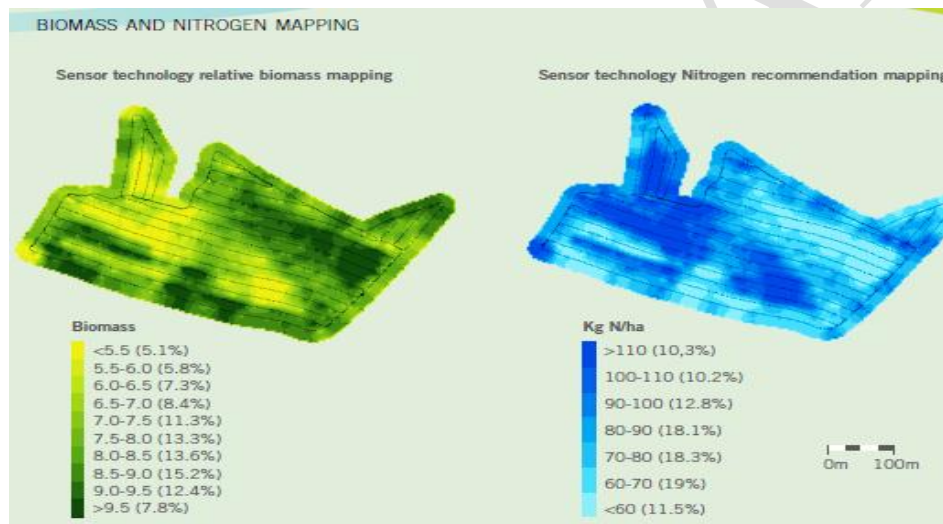 BIOMASS AND NITROGEN MAPPING
Sensor technology relative biomass mapping
Sensor technology Nitrogen recommendation mapping
Biomass
<5.5 (5.1%)
5.5-6.0 (5.8%)
6.0-6.5 (7.3%)
6.5-7.0 (8.4%)
7.0-7.5 (11.3%)
7.5-8.0 (13.3%)
8.0-8.5 (13.6%)
8.5-9.0 (15.2%)
9.0-9.5 (12.4%)
>9.5 (7.8%)
Kg N/ha
>110 (10,3%)
100-110 (10.2%)
90-100 (12.8%)
80-90 (18.1%)
70-80 (18.3%)
60-70 (19%)
<60 (11.5%)
0m 100m